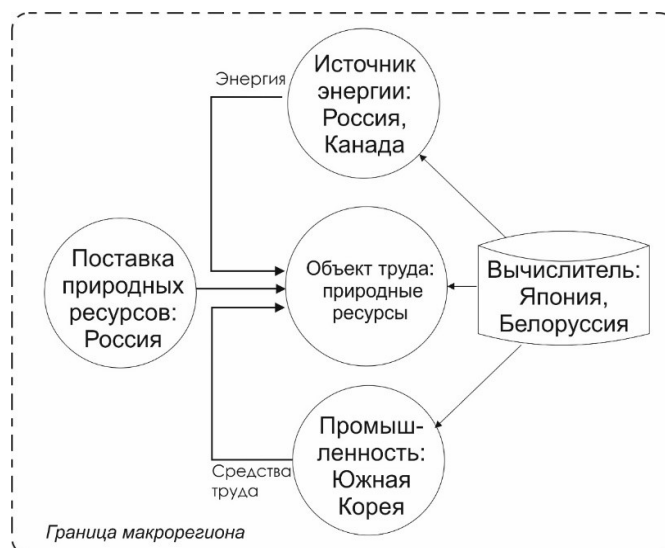 Энергия
Источник
энергии:
Россия,
Канада
Поставка
природных
ресурсов:
Россия
Объект труда:
природные
ресурсы
Вычислитель:
Япония,
Белоруссия
Промыш-
ленность:
Южная
Корея
Средства
труда
Граница макрорегиона